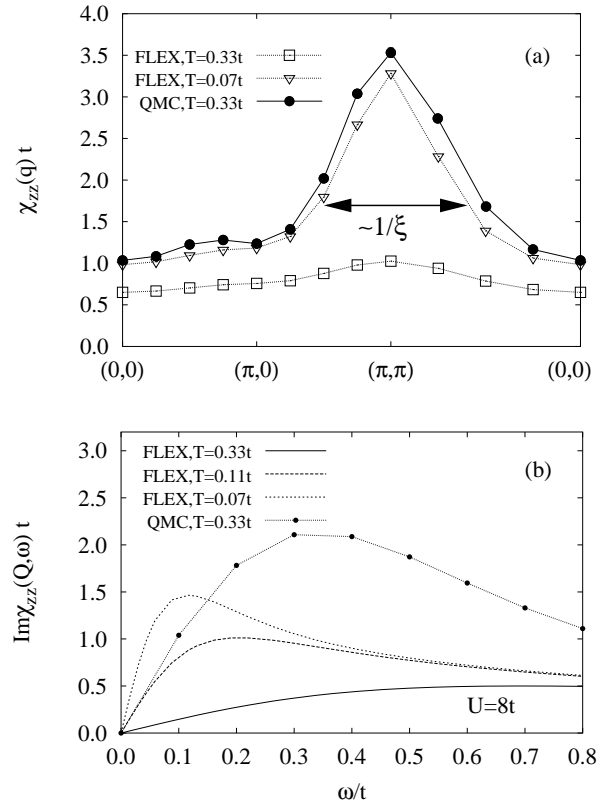 (a)
FLEX,T=0.33t
FLEX,T=0.07t
QMC,T=0.33t
χzz(q) t
4.0
3.5
3.0
2.5
2.0
1.5
1.0
0.5
0.0
~1/ξ
(0,0) (π,0) (π,π) (0,0)
(b)
FLEX,T=0.33t
FLEX,T=0.11t
FLEX,T=0.07t
QMC,T=0.33t
Imχzz(Q,ω) t
3.0
2.5
2.0
1.5
1.0
0.5
0.0
U=8t
0.0 0.1 0.2 0.3 0.4 0.5 0.6 0.7 0.8
ω/t